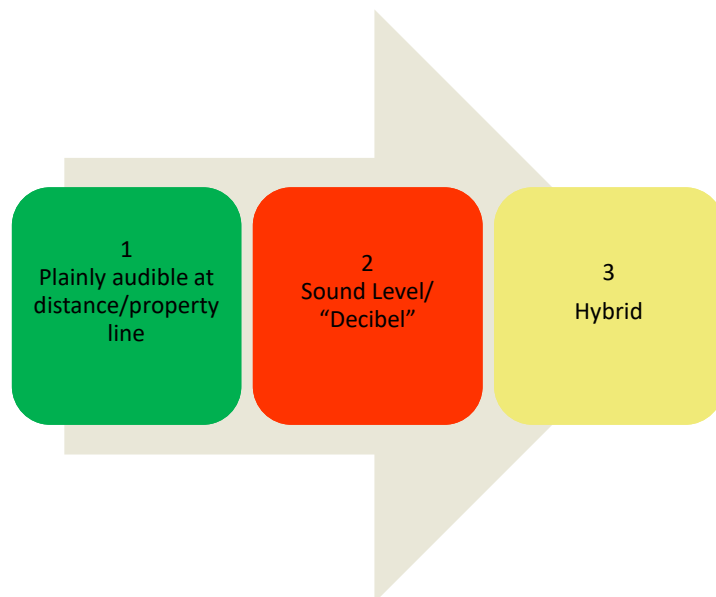 1
Plainly audible at
distance/property
line
2
Sound Level/
“Decibel”
3
Hybrid